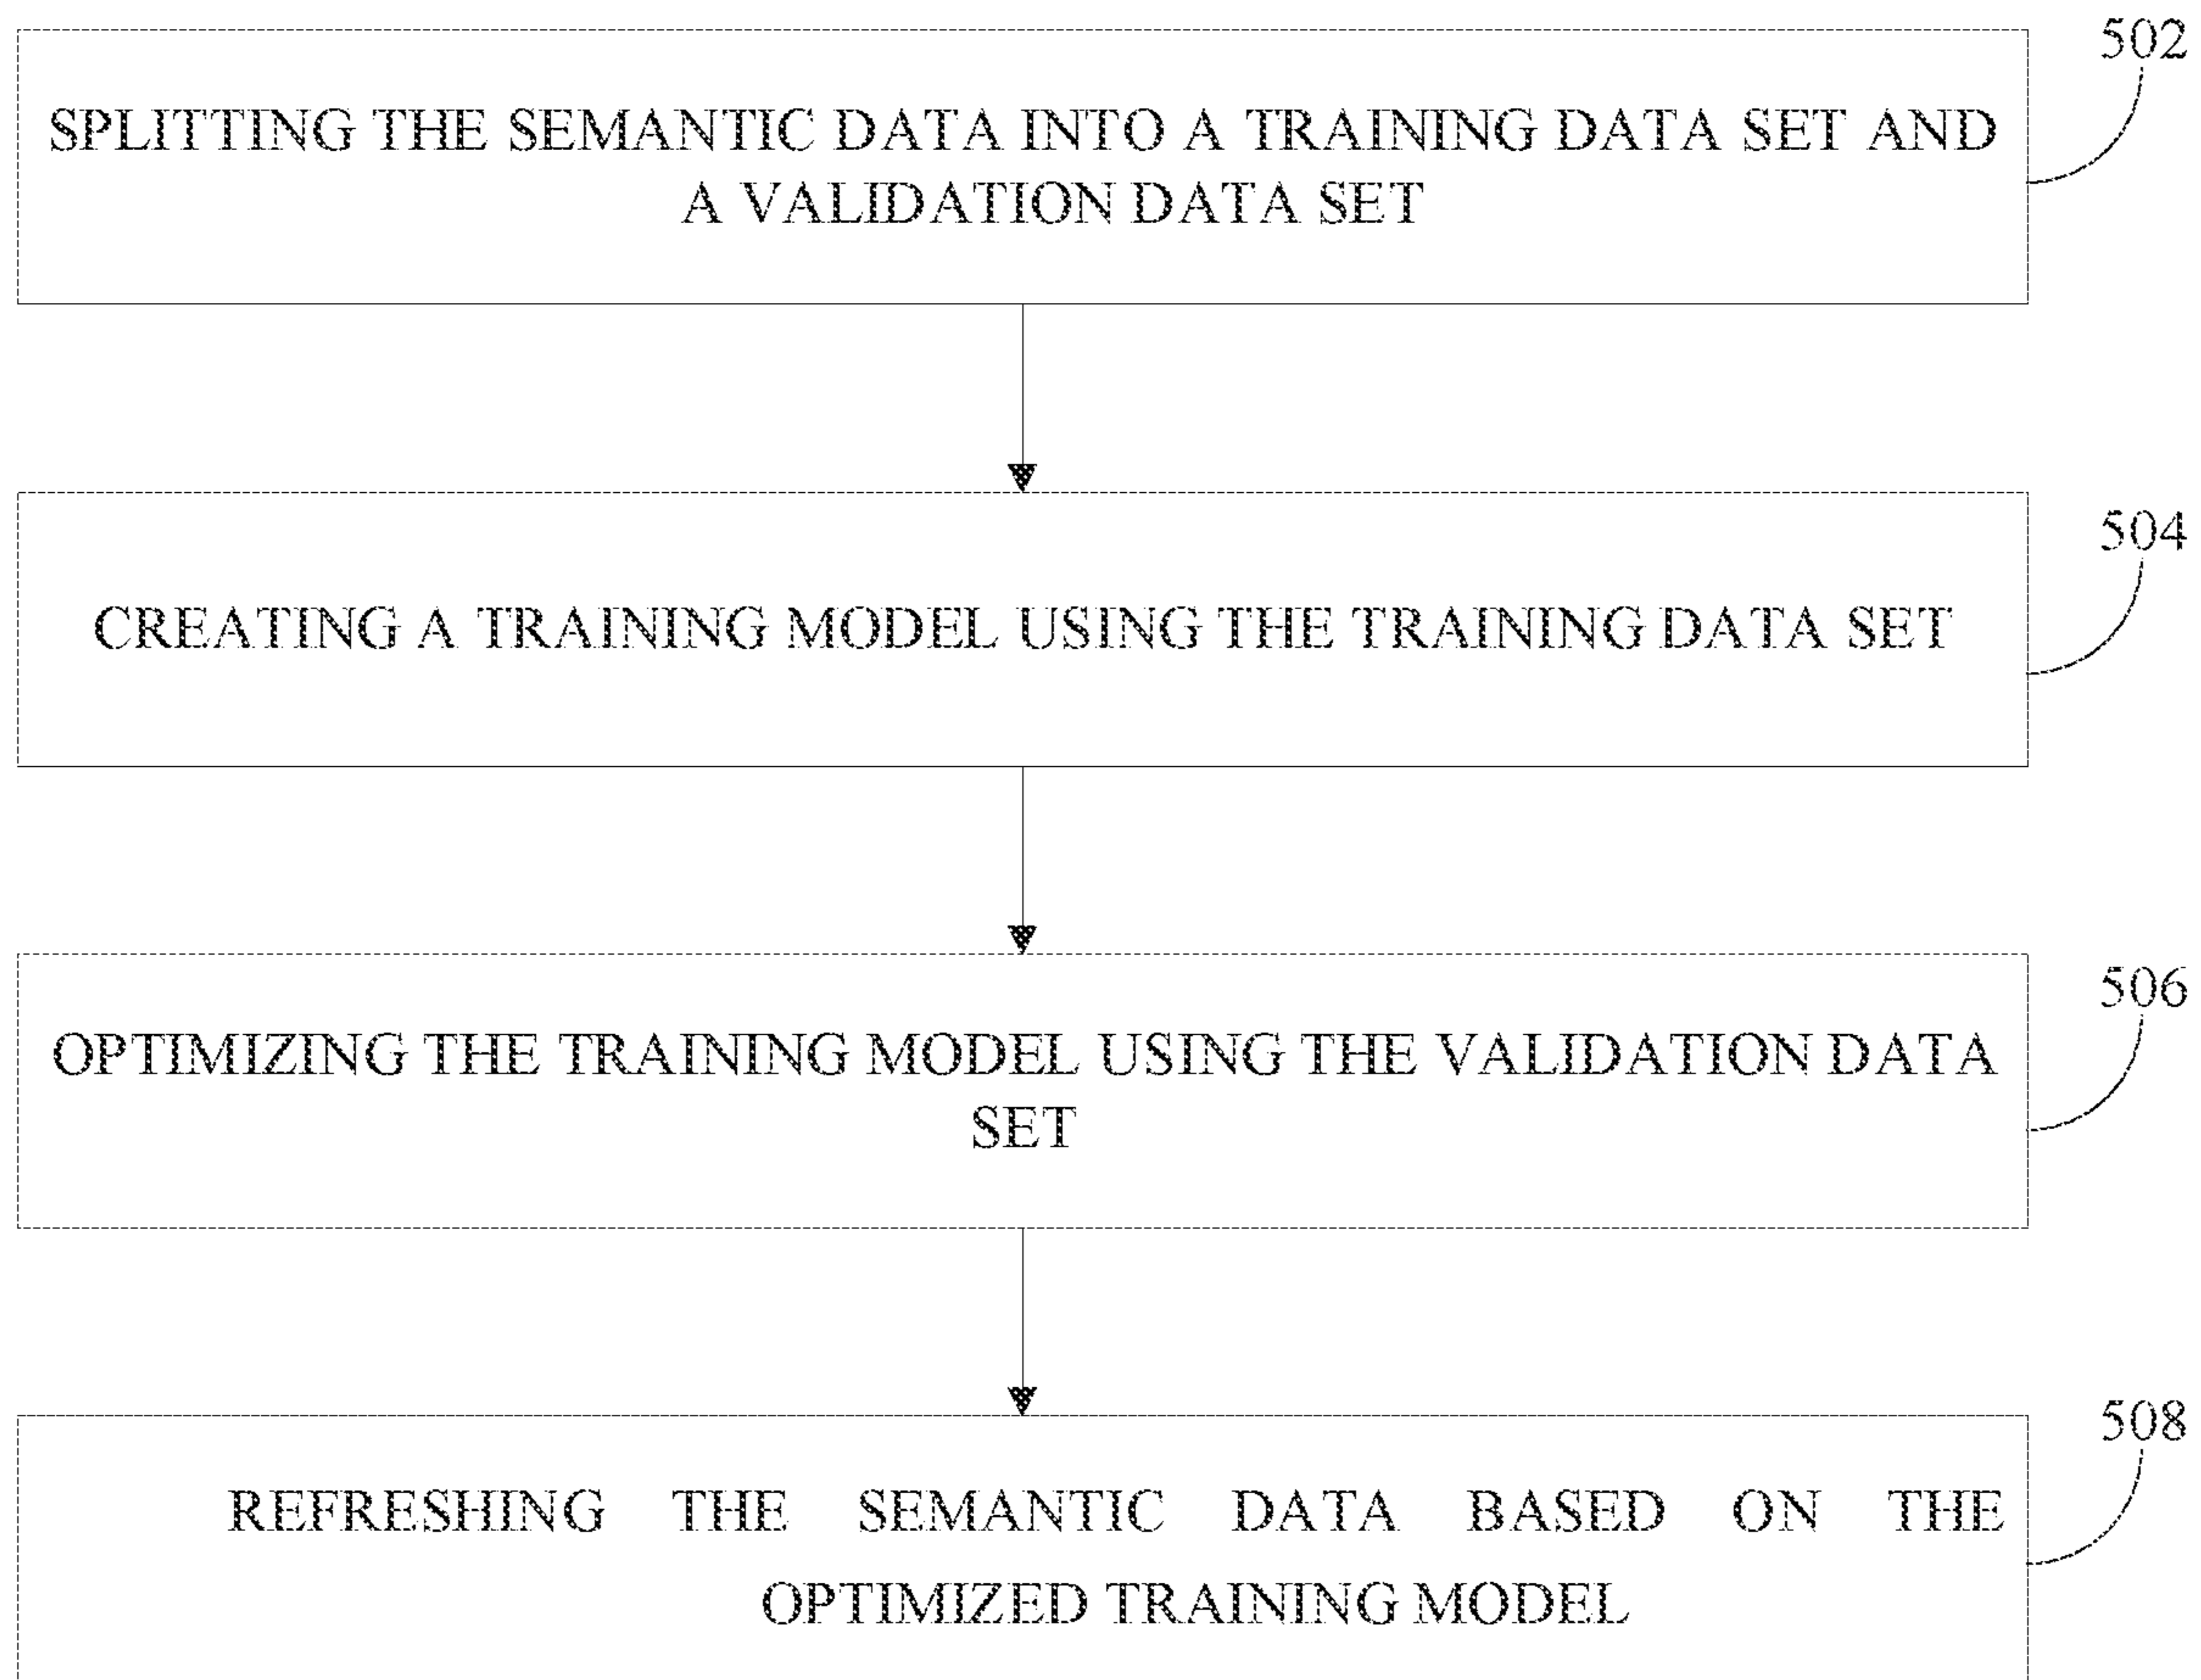 502
SPLITTING THE SEMANTIC DATA INTO A TRAINING DATA SET AND
A VALIDATION DATA SET
504
CREATING A TRAINING MODEL USING THE TRAINING DATA SET
506
OPTIMIZING THE TRAINING MODEL USING THE VALIDATION DATA
SET
508
REFRESHING THE SEMANTIC DATA BASED ON THE
OPTIMIZED TRAINING MODEL